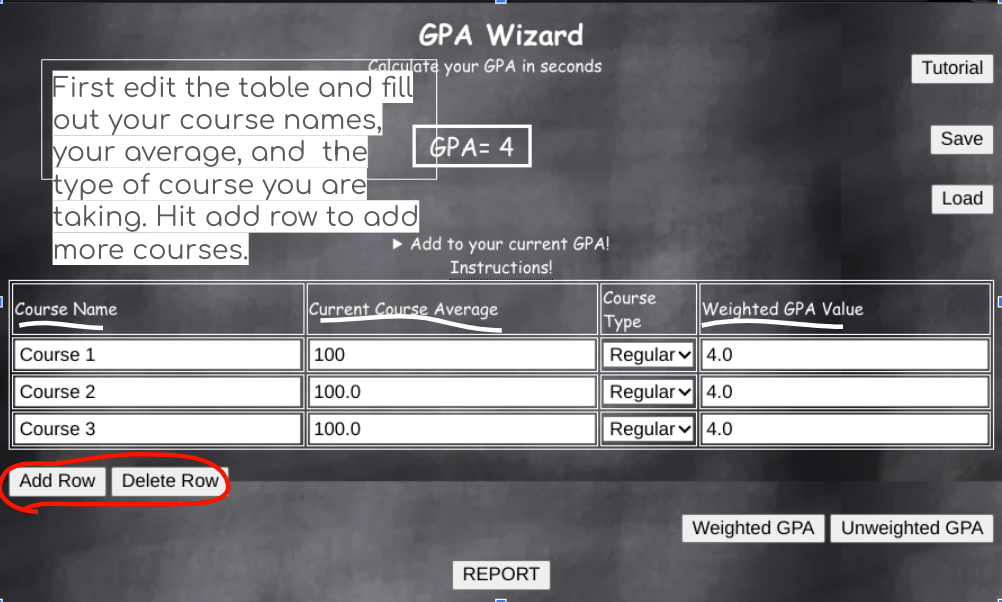 GPA Wizard
Calculate your GPA in seconds
Tutorial
First edit the table and fill
out your course names,
your average, and the
type of course you are
taking. Hit add row to add
more courses.
GPA= 4
Save
Load
▶ Add to your current GPA!
Instructions!
Course Name Current Course Average Course Type Weighted GPA Value
Course 1 100 Regular 4.0
Course 2 100.0 Regular 4.0
Course 3 100.0 Regular 4.0
Add Row Delete Row
Weighted GPA Unweighted GPA
REPORT